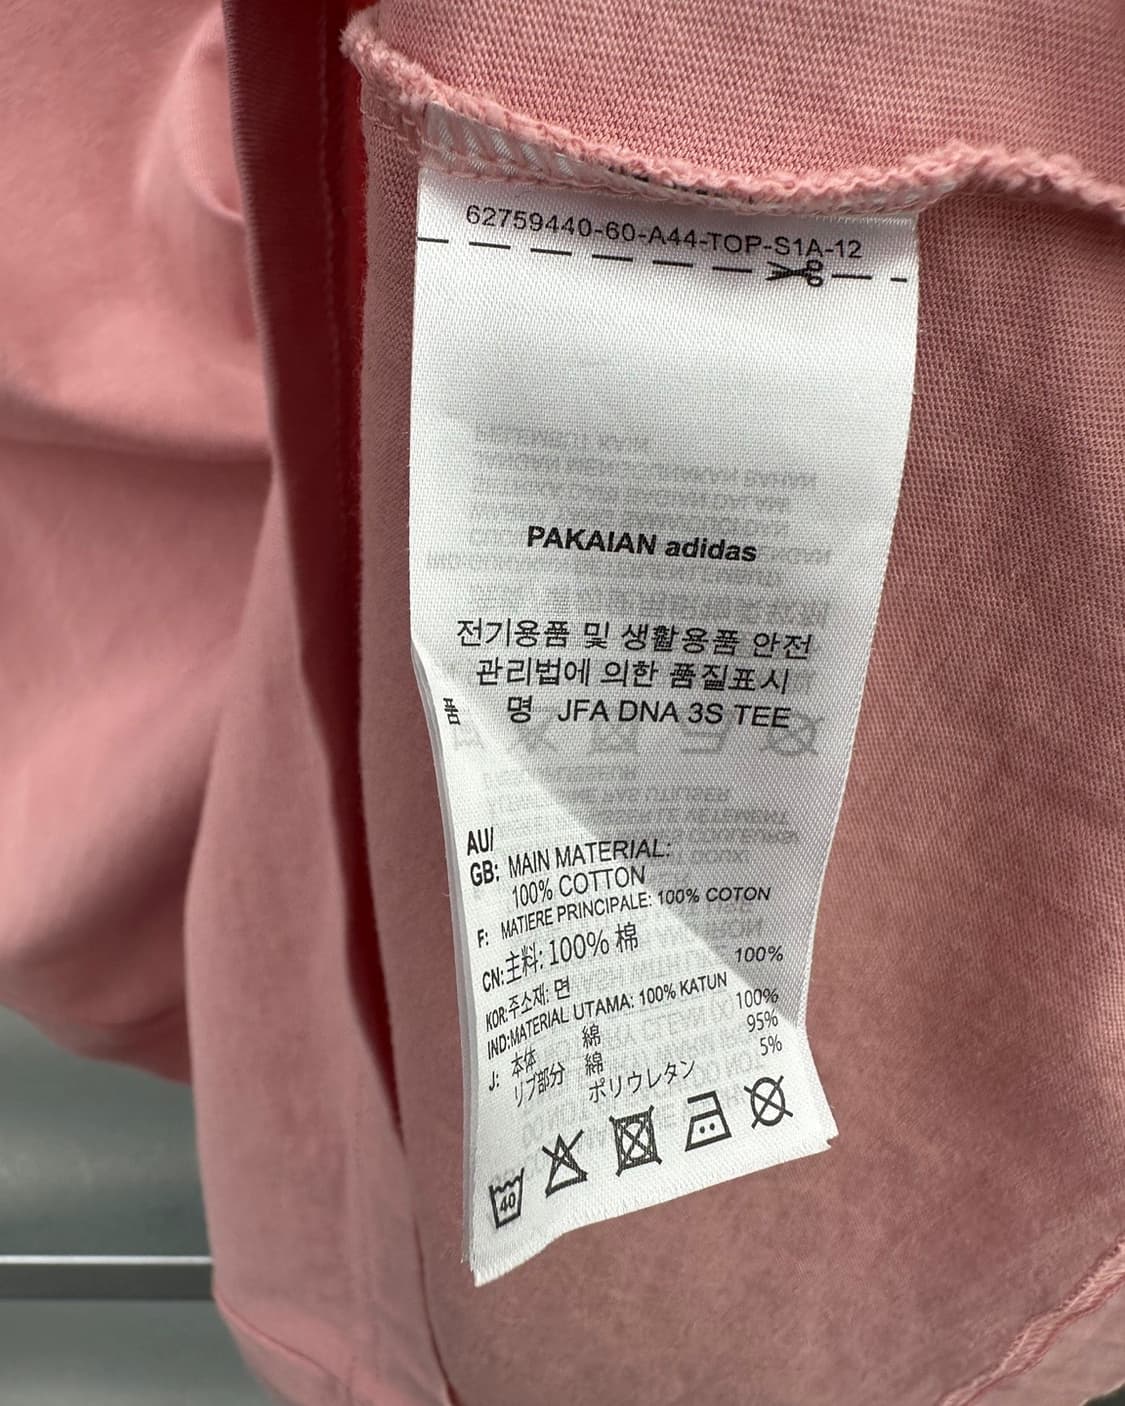 62759440-60-A44-TOP-S1A-12
PAKAIAN adidas
전기용품 및 생활용품 안전
관리법에 의한 품질표시
품 명 JFA DNA 3S TEE
AU/
GB: MAIN MATERIAL:
100% COTTON
F: MATIERE PRINCIPALE: 100% COTON
CN:主料: 100% 棉
KOR:주소재: 면 100%
IND:MATERIAL UTAMA: 100% KATUN
J: 本体 綿 100%
リブ部分 綿 95%
ポリウレタン 5%
40